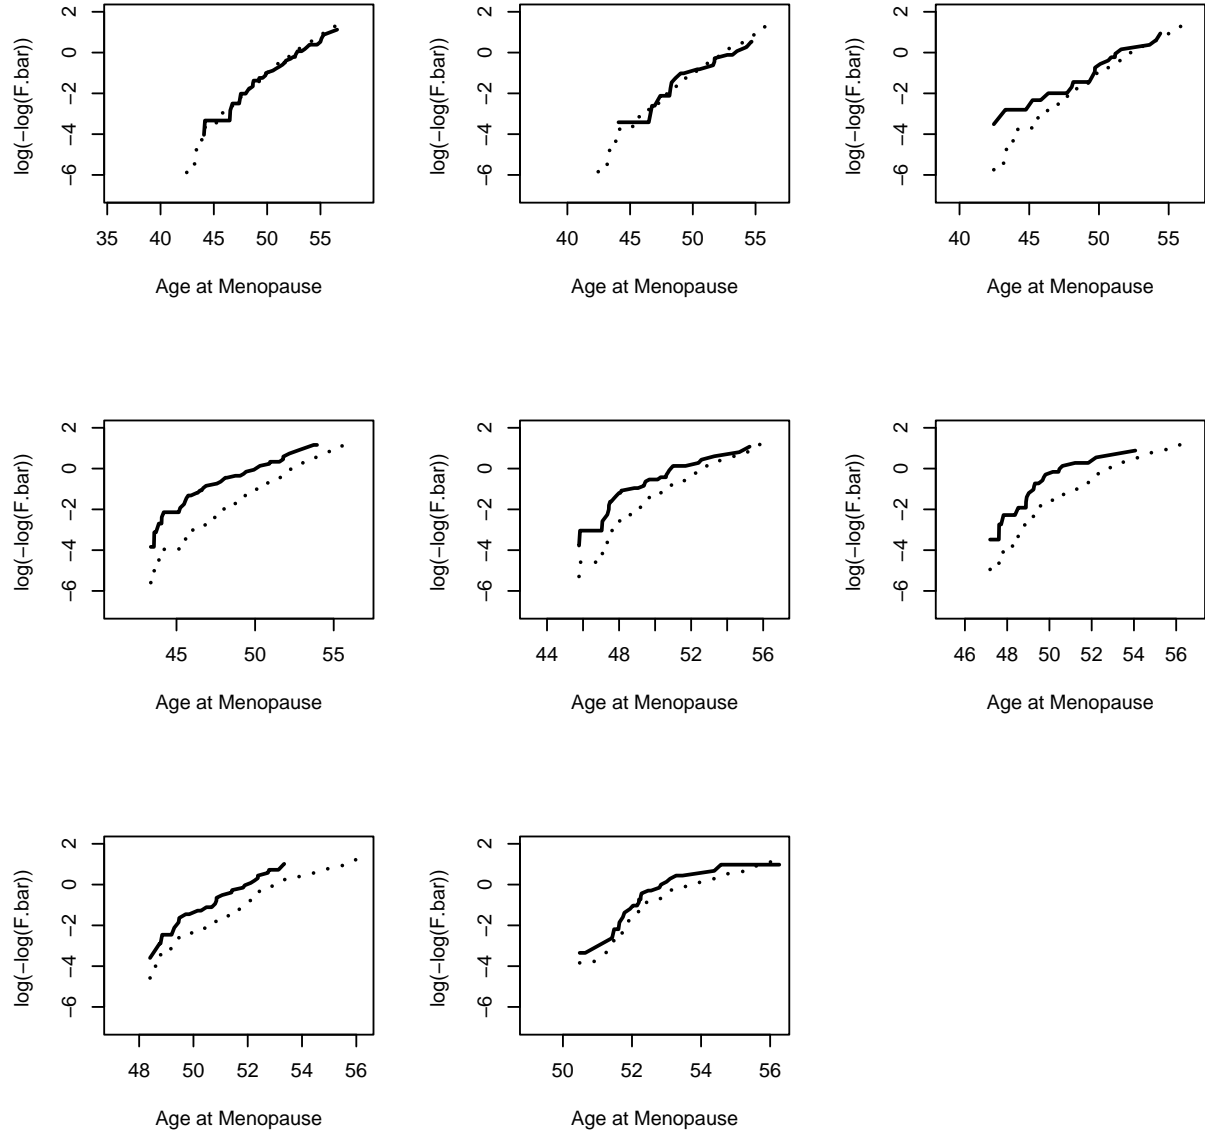 log(−log(F.bar))
2
0
−2
−4
−6
35 40 45 50 55
Age at Menopause
log(−log(F.bar))
2
0
−2
−4
−6
40 45 50 55
Age at Menopause
log(−log(F.bar))
2
0
−2
−4
−6
40 45 50 55
Age at Menopause
log(−log(F.bar))
2
0
−2
−4
−6
45 50 55
Age at Menopause
log(−log(F.bar))
2
0
−2
−4
−6
44 48 52 56
Age at Menopause
log(−log(F.bar))
2
0
−2
−4
−6
46 48 50 52 54 56
Age at Menopause
log(−log(F.bar))
2
0
−2
−4
−6
48 50 52 54 56
Age at Menopause
log(−log(F.bar))
2
0
−2
−4
−6
50 52 54 56
Age at Menopause